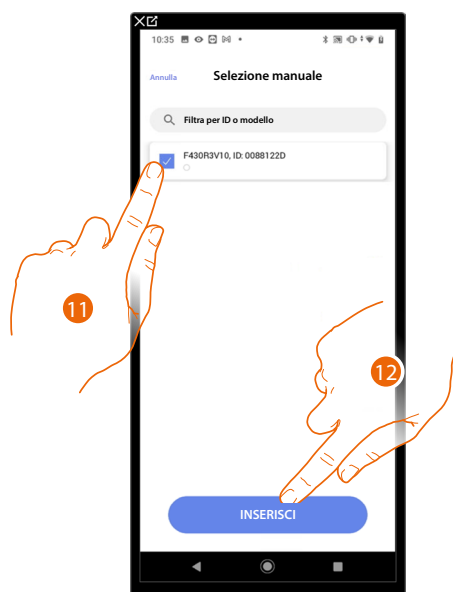 10:35
Annulla Selezione manuale
Filtra per ID o modello
F430R3V10, ID: 0088122D
11
12
INSERISCI